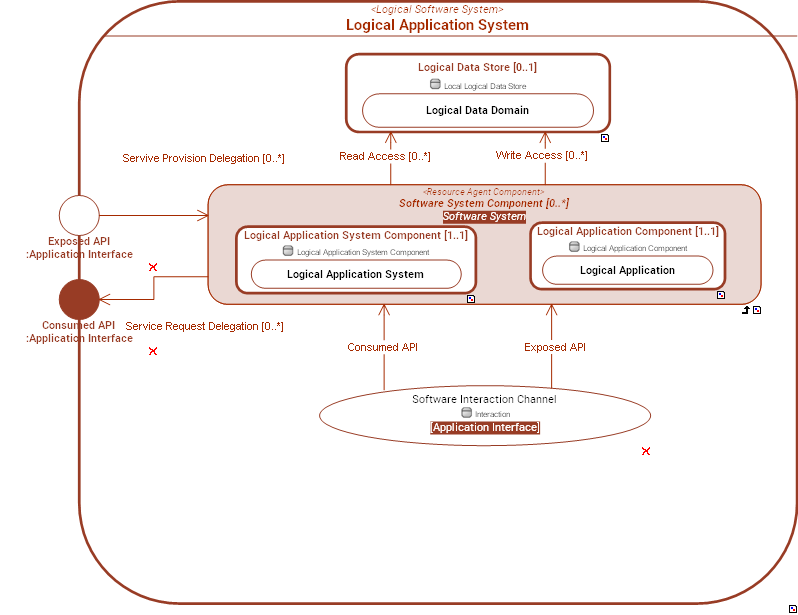 <Logical Software System>
Logical Application System
Logical Data Store [0..1]
Local Logical Data Store
Logical Data Domain
Servive Provision Delegation [0..*]
Read Access [0..*]
Write Access [0..*]
<Resource Agent Component>
Software System Component [0..*]
Software System
Logical Application System Component [1..1]
Logical Application System Component
Logical Application System
Logical Application Component [1..1]
Logical Application Component
Logical Application
Exposed API
:Application Interface
Consumed API
:Application Interface
Service Request Delegation [0..*]
Consumed API
Exposed API
Software Interaction Channel
Interaction
[Application Interface]